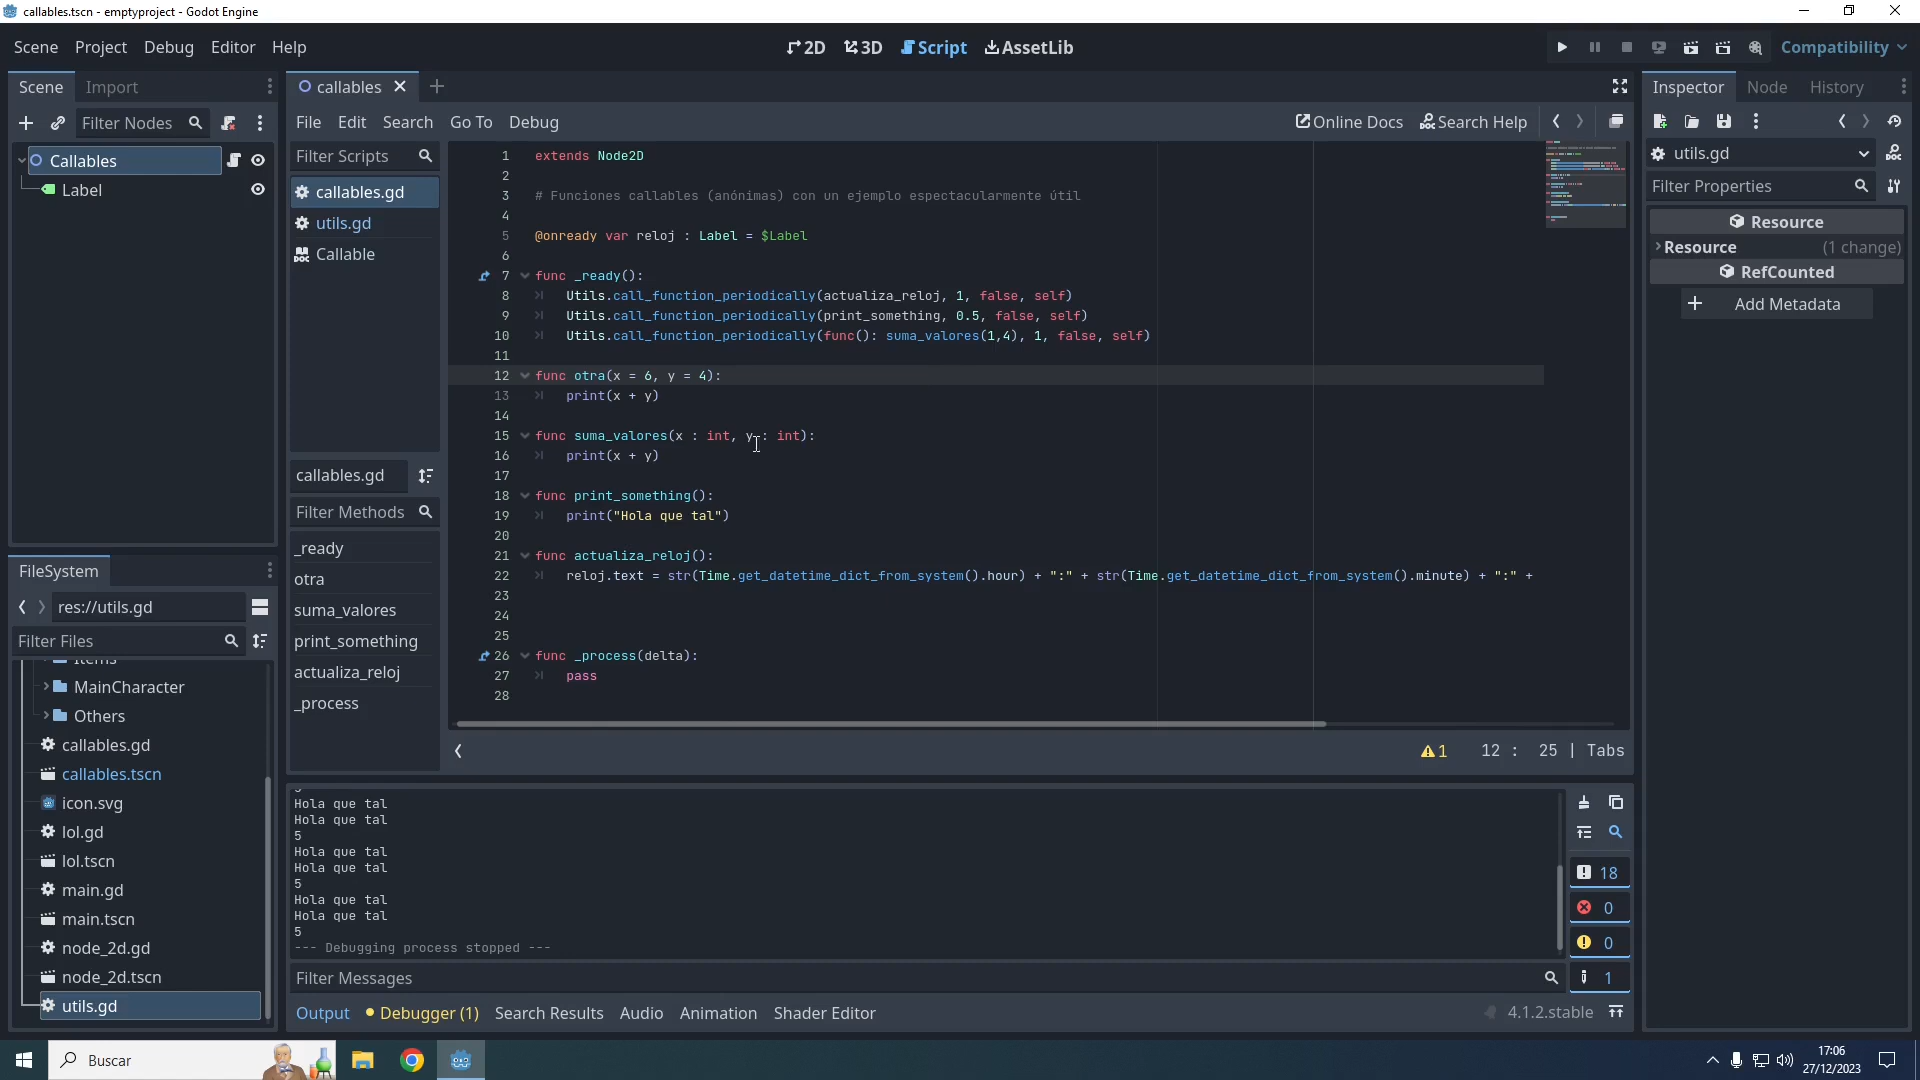 callables.tscn - emptyproject - Godot Engine
Scene Project Debug Editor Help
2D 3D Script AssetLib
Compatibility
Scene Import
Filter Nodes
Callables
Label
callables
File Edit Search Go To Debug
Online Docs Search Help
Filter Scripts
callables.gd
utils.gd
Callable
callables.gd
Filter Methods
_ready
otra
suma_valores
print_something
actualiza_reloj
_process
1 extends Node2D
2
3 # Funciones callables (anónimas) con un ejemplo espectacularmente útil
4
5 @onready var reloj : Label = $Label
6
7 func _ready():
8 Utils.call_function_periodically(actualiza_reloj, 1, false, self)
9 Utils.call_function_periodically(print_something, 0.5, false, self)
10 Utils.call_function_periodically(func(): suma_valores(1,4), 1, false, self)
11
12 func otra(x = 6, y = 4):
13 print(x + y)
14
15 func suma_valores(x : int, y : int):
16 print(x + y)
17
18 func print_something():
19 print("Hola que tal")
20
21 func actualiza_reloj():
22 reloj.text = str(Time.get_datetime_dict_from_system().hour) + ":" + str(Time.get_datetime_dict_from_system().minute) + ":" +
23
24
25
26 func _process(delta):
27 pass
28
1 12 : 25 | Tabs
Hola que tal
Hola que tal
5
Hola que tal
Hola que tal
5
Hola que tal
Hola que tal
5
--- Debugging process stopped ---
Filter Messages
18
0
0
1
Output Debugger (1) Search Results Audio Animation Shader Editor
4.1.2.stable
FileSystem
res://utils.gd
Filter Files
Items
MainCharacter
Others
callables.gd
callables.tscn
icon.svg
lol.gd
lol.tscn
main.gd
main.tscn
node_2d.gd
node_2d.tscn
utils.gd
Inspector Node History
utils.gd
Filter Properties
Resource
Resource (1 change)
RefCounted
Add Metadata
Buscar
17:06
27/12/2023